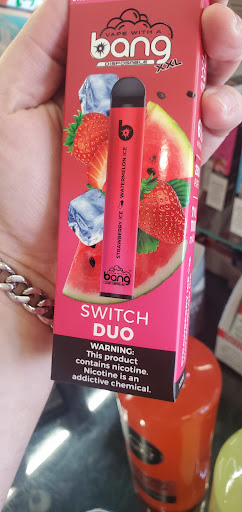 VAPE WITH A
bang
DISPOSABLE
XXL
STRAWBERRY ICE WATERMELON ICE
bang
SWITCH
DUO
WARNING:
This product
contains nicotine.
Nicotine is an
addictive chemical.